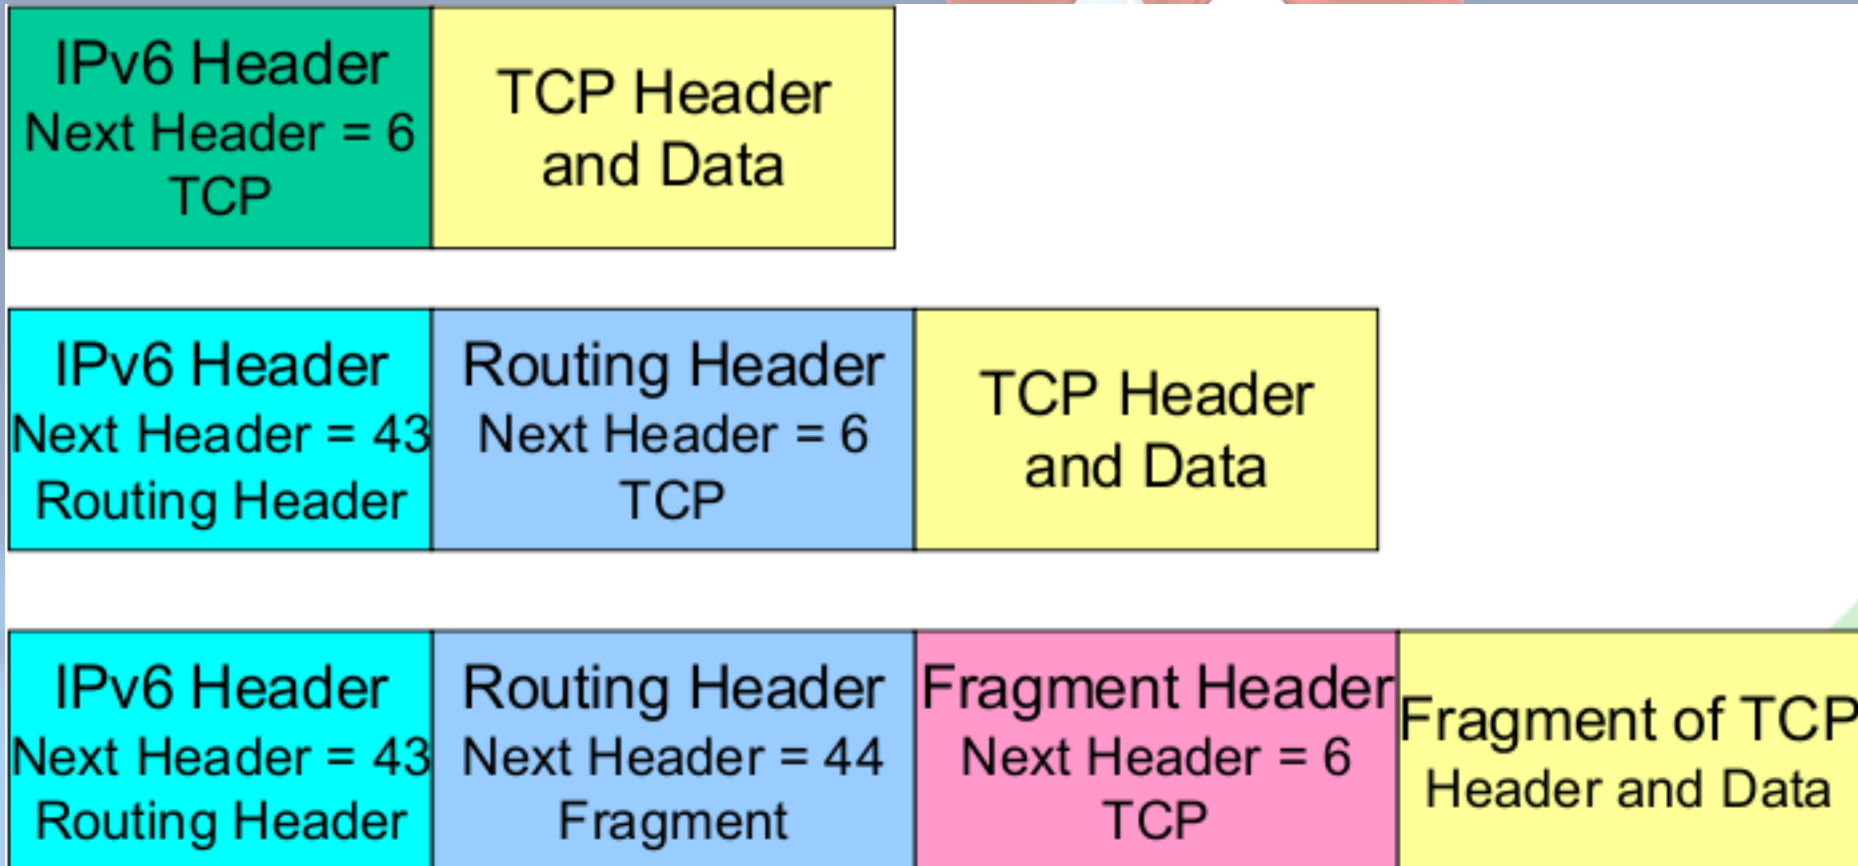 IPv6 Header
Next Header = 6
TCP
TCP Header
and Data
IPv6 Header
Next Header = 43
Routing Header
Routing Header
Next Header = 6
TCP
TCP Header
and Data
IPv6 Header
Next Header = 43
Routing Header
Routing Header
Next Header = 44
Fragment
Fragment Header
Next Header = 6
TCP
Fragment of TCP
Header and Data